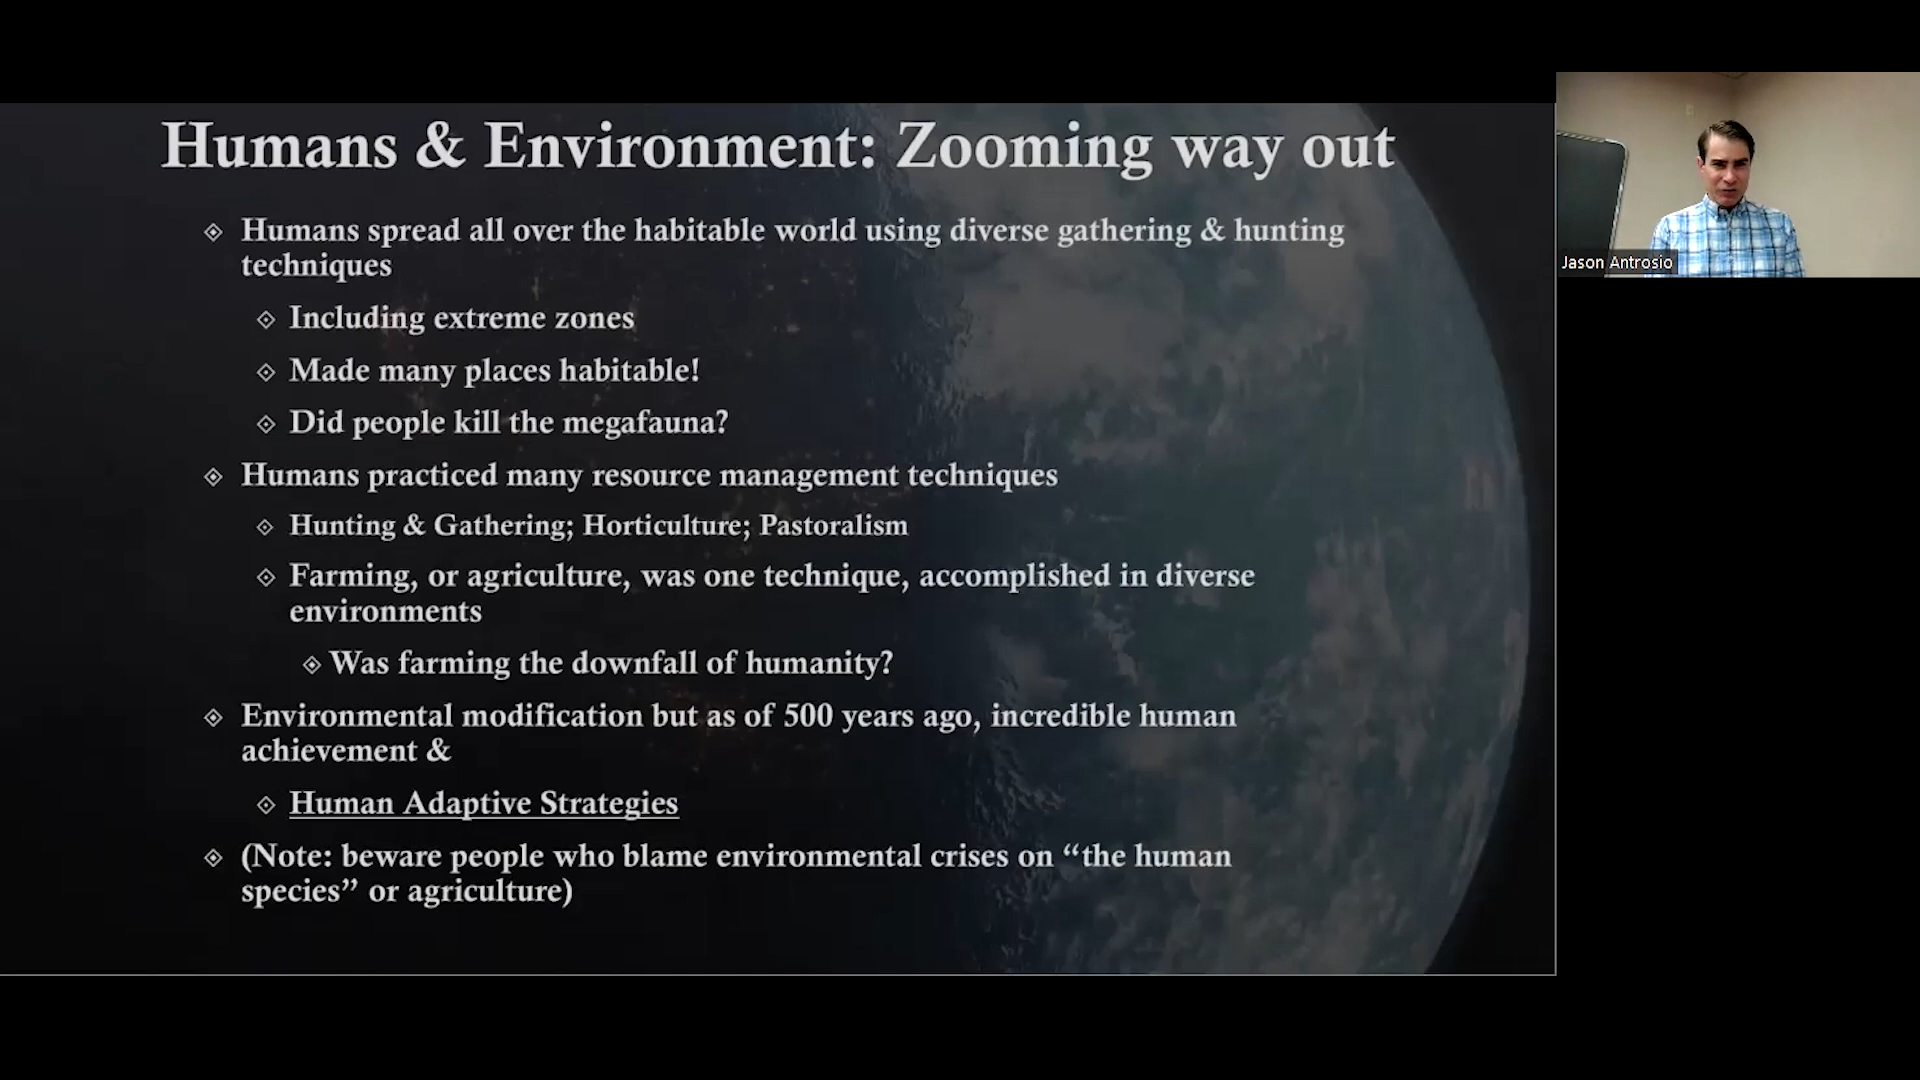 Humans & Environment: Zooming way out
Humans spread all over the habitable world using diverse gathering & hunting
techniques
Including extreme zones
Made many places habitable!
Did people kill the megafauna?
Humans practiced many resource management techniques
Hunting & Gathering; Horticulture; Pastoralism
Farming, or agriculture, was one technique, accomplished in diverse
environments
Was farming the downfall of humanity?
Environmental modification but as of 500 years ago, incredible human
achievement &
Human Adaptive Strategies
(Note: beware people who blame environmental crises on “the human
species” or agriculture)
Jason Antrosio